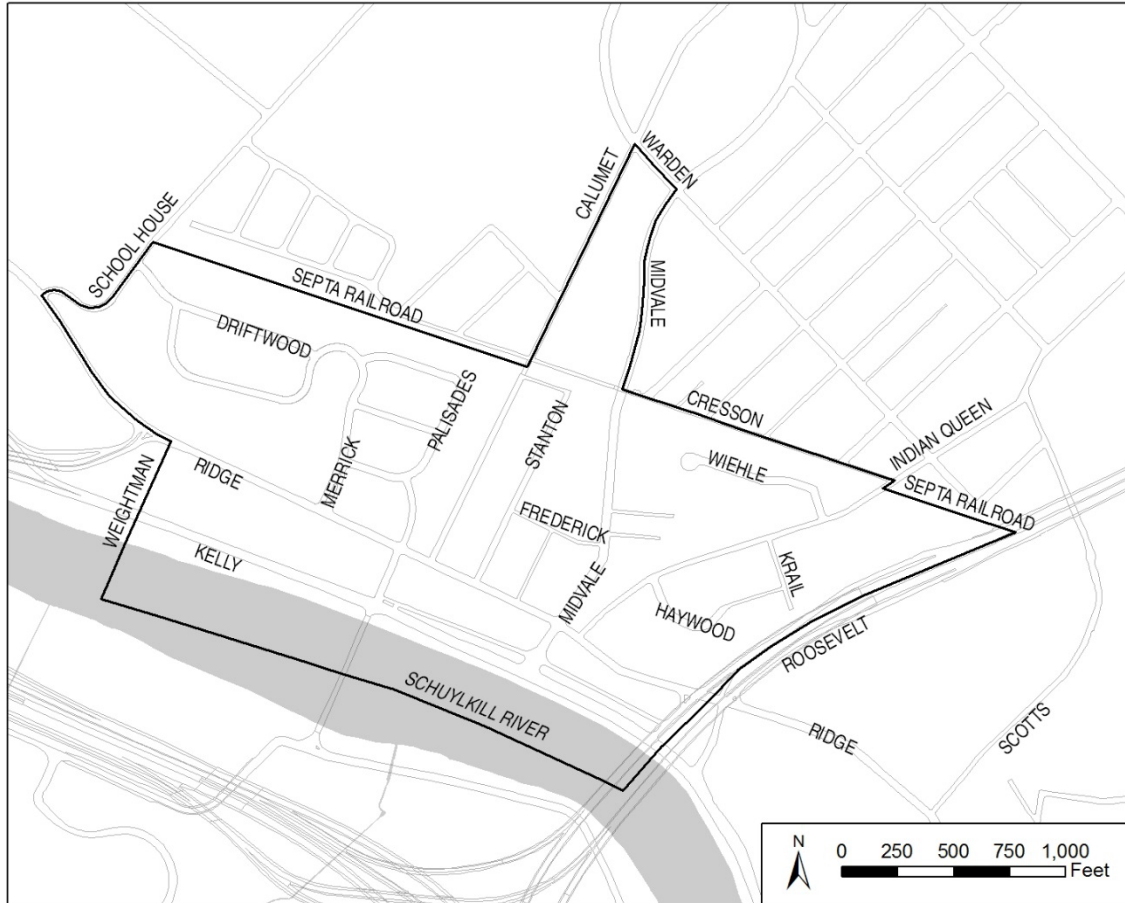 WARDEN
CALUMET
SCHOOL HOUSE
MIDVALE
SEPTA RAILROAD
DRIFTWOOD
PALISADES
CRESSON
STANTON
INDIAN QUEEN
WIEHLE
MERRICK
RIDGE
WEIGHTMAN
SEPTA RAILROAD
FREDERICK
KELLY
KRAIL
MIDVALE
HAYWOOD
ROOSEVELT
SCHUYLKILL RIVER
RIDGE
SCOTTS
N
0 250 500 750 1,000
Feet